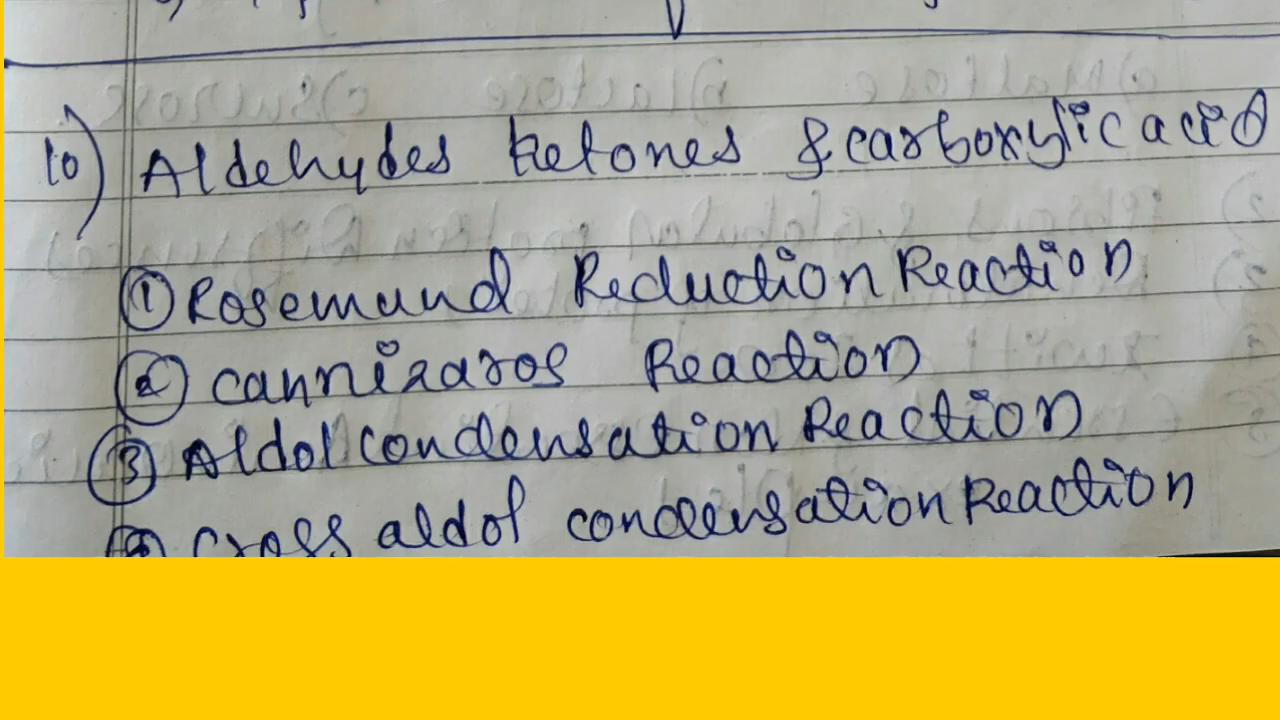 10) Aldehydes ketones & carboxylic acid
① Rosemund Reduction Reaction
② cannizaros Reaction
③ Aldol condensation Reaction
④ cross aldol condensation Reaction